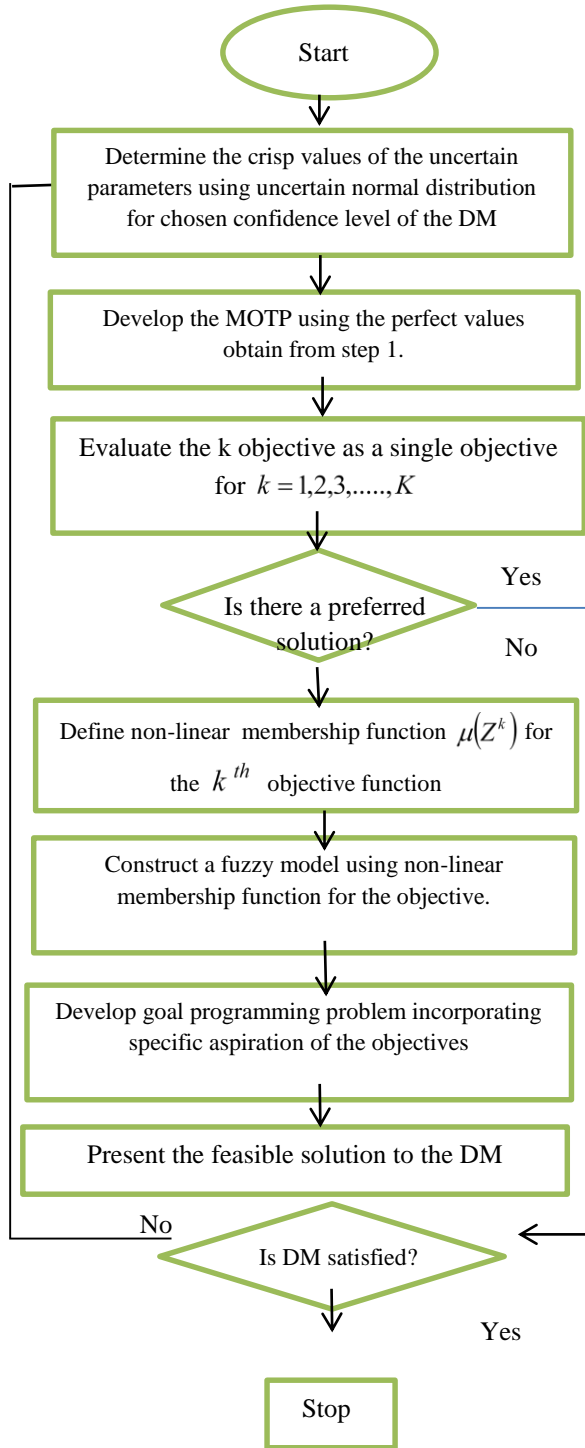 Start
Determine the crisp values of the uncertain
parameters using uncertain normal distribution
for chosen confidence level of the DM
Develop the MOTP using the perfect values
obtain from step 1.
Evaluate the k objective as a single objective
for k = 1,2,3,.....,K
Yes
Is there a preferred
solution?
No
Define non-linear membership function μ(Z^k) for
the k^th objective function
Construct a fuzzy model using non-linear
membership function for the objective.
Develop goal programming problem incorporating
specific aspiration of the objectives
Present the feasible solution to the DM
No
Is DM satisfied?
Yes
Stop